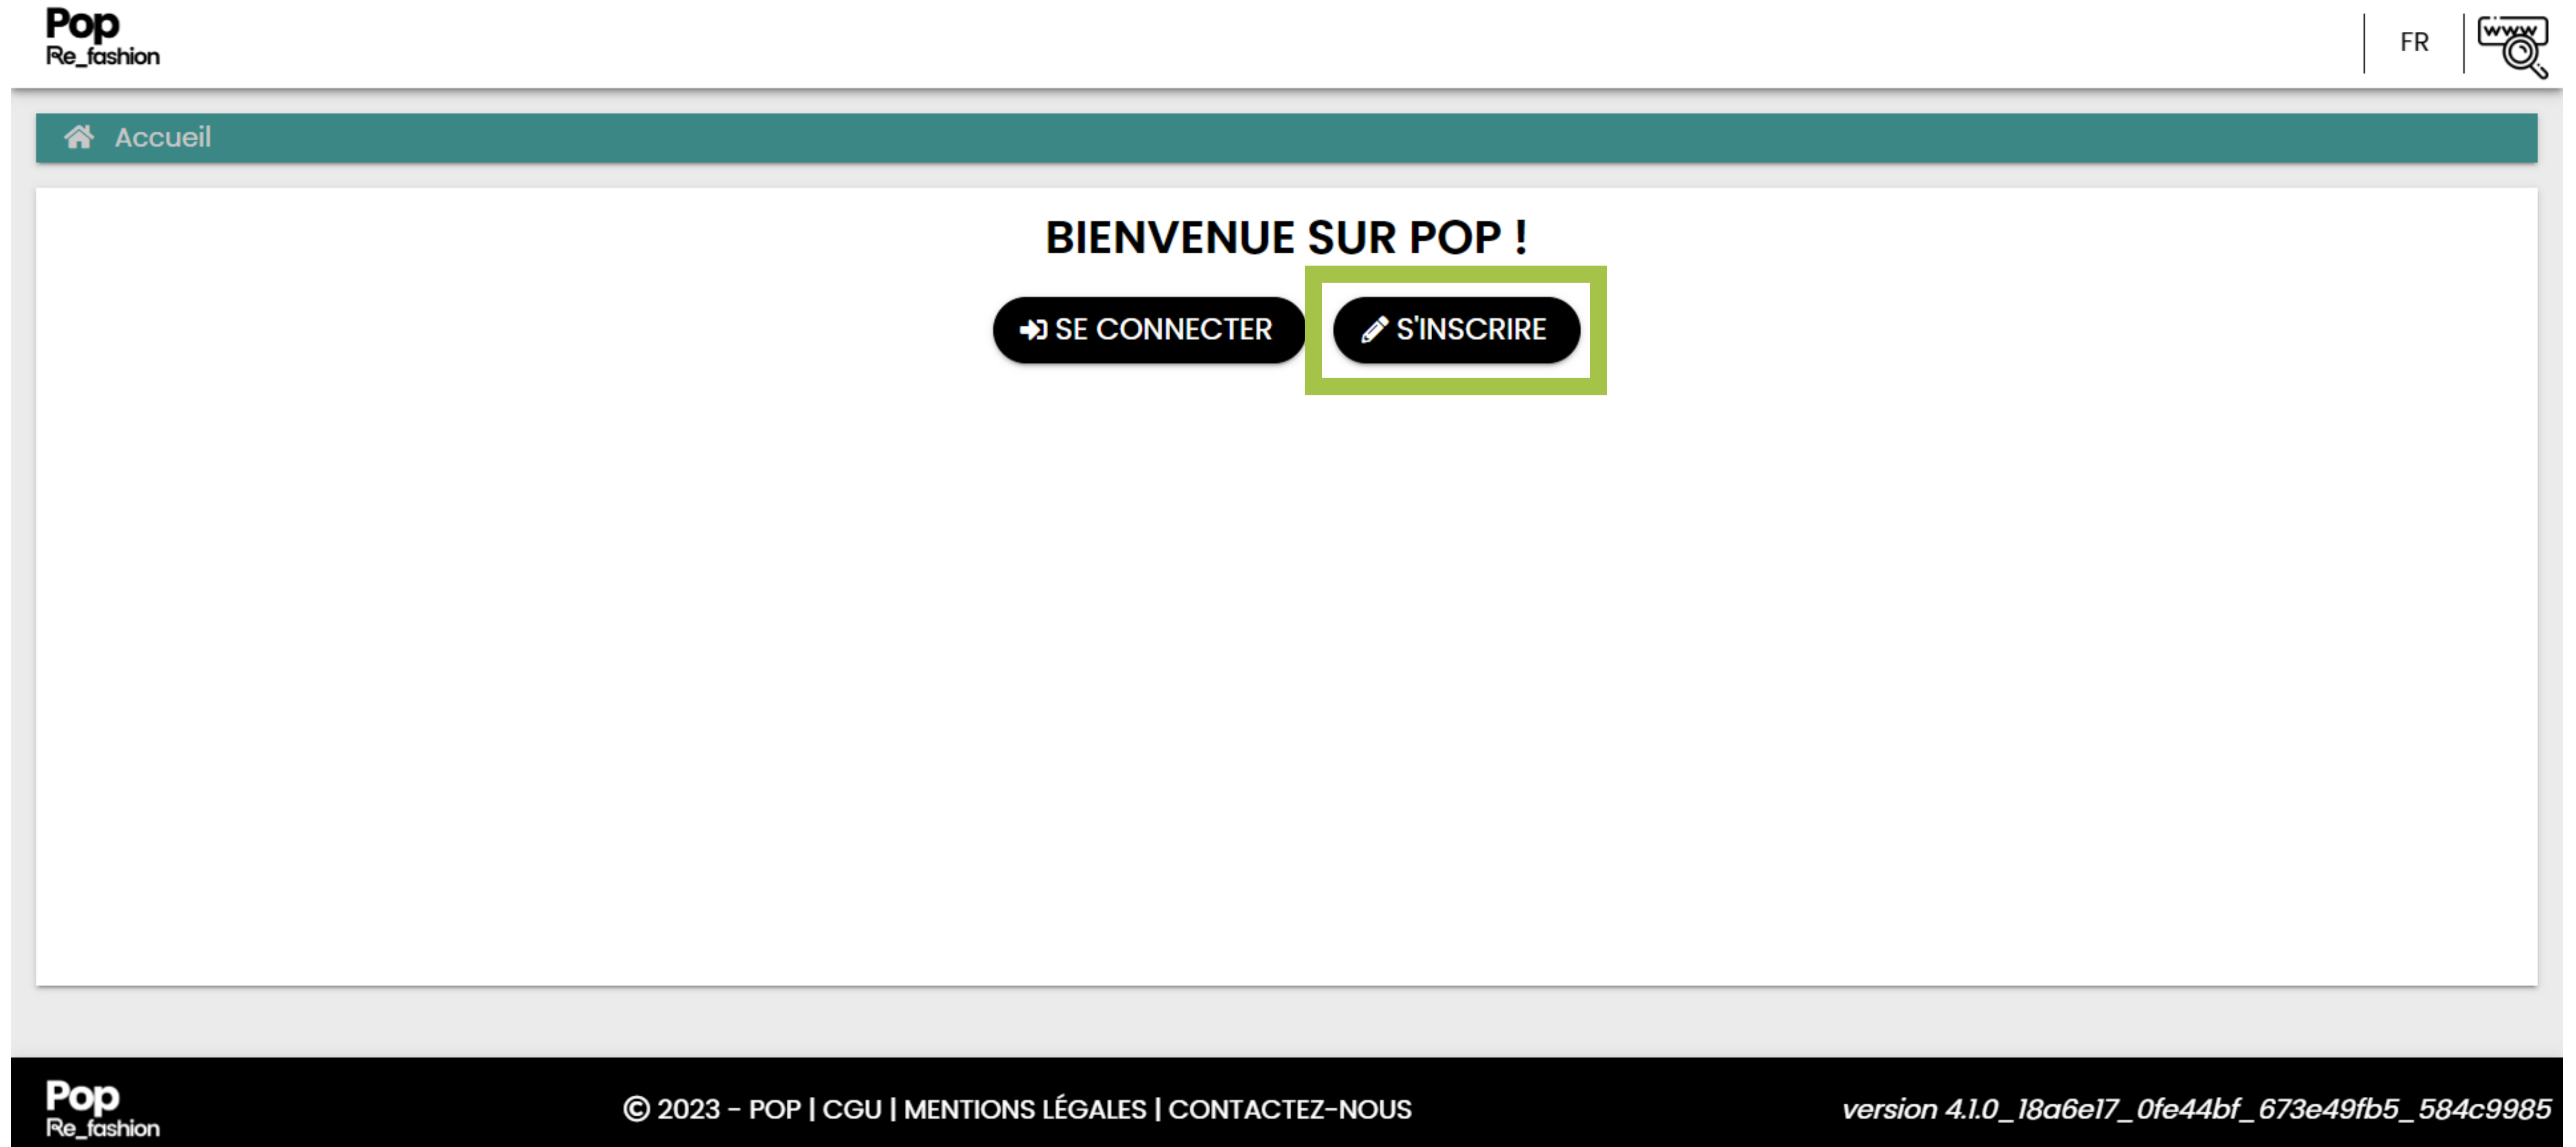 Pop
Re_fashion
FR
www
Accueil
BIENVENUE SUR POP !
SE CONNECTER
S'INSCRIRE
Pop
Re_fashion
© 2023 - POP | CGU | MENTIONS LÉGALES | CONTACTEZ-NOUS
version 4.1.0_18a6e17_0fe44bf_673e49fb5_584c9985